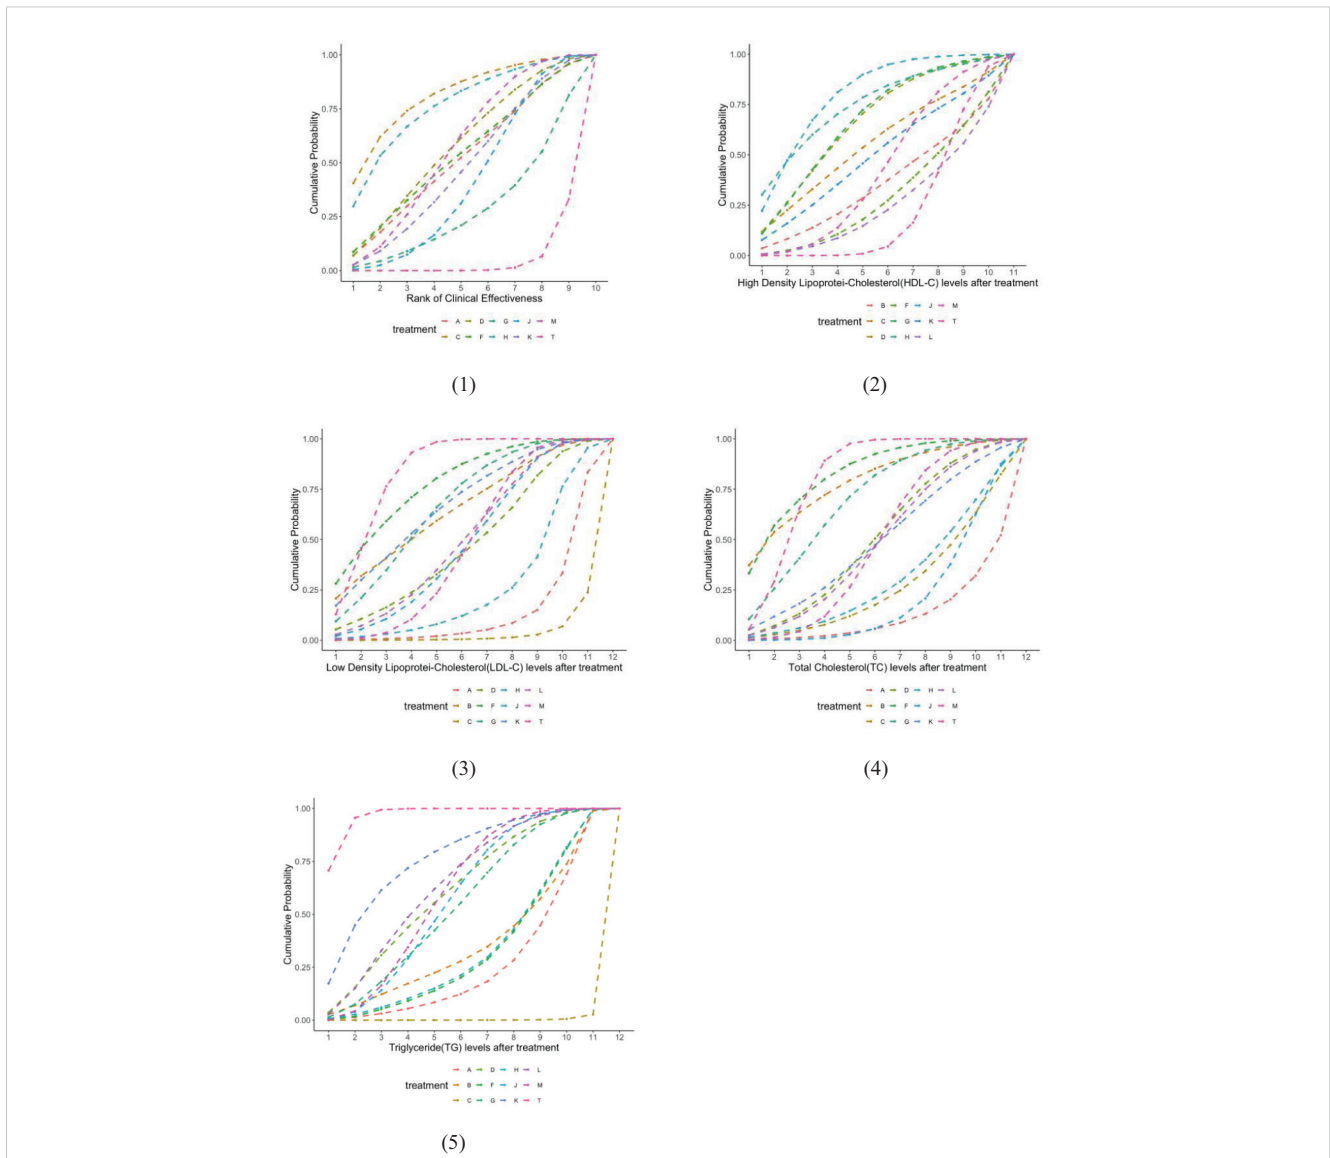 1.00
0.75
0.50
0.25
0.00
Cumulative Probability
1 2 3 4 5 6 7 8 9 10
Rank of Clinical Effectiveness
treatment
A D G J M
C F H K T
(1)
1.00
0.75
0.50
0.25
0.00
Cumulative Probability
1 2 3 4 5 6 7 8 9 10 11
High Density Lipoprotei-Cholesterol(HDL-C) levels after treatment
treatment
B F J M
C G K T
D H L
(2)
1.00
0.75
0.50
0.25
0.00
Cumulative Probability
1 2 3 4 5 6 7 8 9 10 11 12
Low Density Lipoprotei-Cholesterol(LDL-C) levels after treatment
treatment
A D H L
B F J M
C G K T
(3)
1.00
0.75
0.50
0.25
0.00
Cumulative Probability
1 2 3 4 5 6 7 8 9 10 11 12
Total Cholesterol(TC) levels after treatment
treatment
A D H L
B F J M
C G K T
(4)
1.00
0.75
0.50
0.25
0.00
Cumulative Probability
1 2 3 4 5 6 7 8 9 10 11 12
Triglyceride(TG) levels after treatment
treatment
A D H L
B F J M
C G K T
(5)